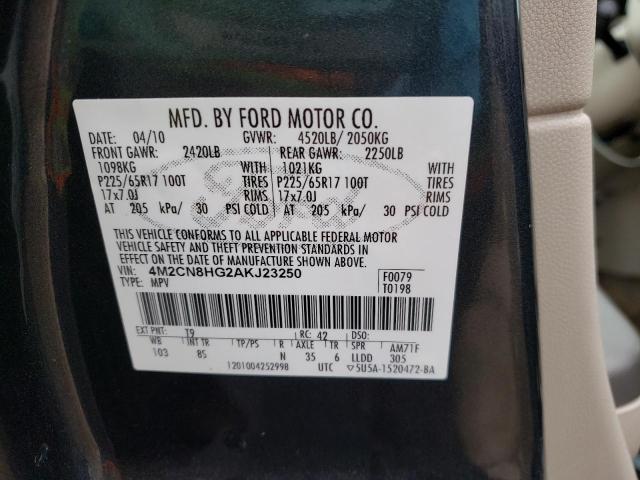 MFD. BY FORD MOTOR CO.
DATE: 04/10 GVWR: 4520LB/ 2050KG
FRONT GAWR: 2420LB REAR GAWR: 2250LB
1098KG WITH 1021KG WITH
P225/65R17 100T TIRES P225/65R17 100T TIRES
17x7.0J RIMS 17x7.0J RIMS
AT 205 kPa/ 30 PSI COLD AT 205 kPa/ 30 PSI COLD
Ford
THIS VEHICLE CONFORMS TO ALL APPLICABLE FEDERAL MOTOR
VEHICLE SAFETY AND THEFT PREVENTION STANDARDS IN
EFFECT ON THE DATE OF MANUFACTURE SHOWN ABOVE.
VIN: 4M2CN8HG2AKJ23250 F0079
TYPE: MPV T0198
EXT PNT: T9 RC: 42 DSO:
WB INT TR TP/PS R AXLE TR SPR AM71F
103 8S N 35 6 LLDD 305
1201004252998 UTC ▽5U5A-1520472-BA